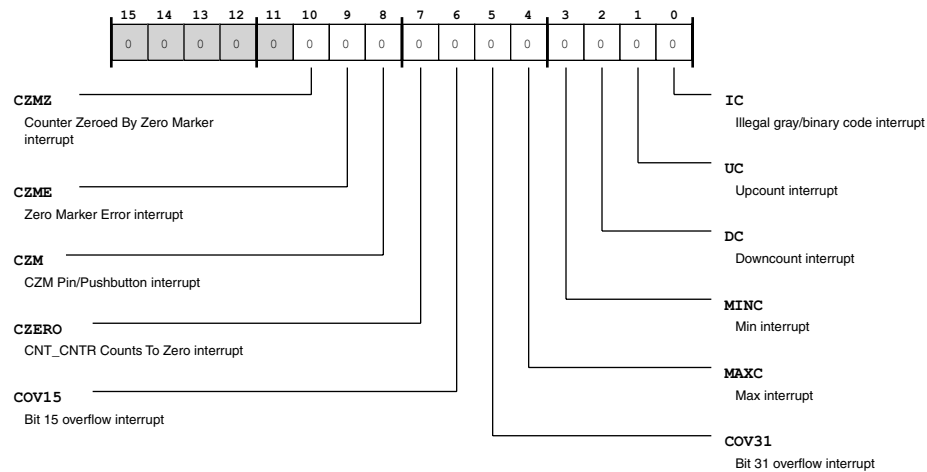 15 14 13 12 11 10 9 8 7 6 5 4 3 2 1 0
0 0 0 0 0 0 0 0 0 0 0 0 0 0 0 0
CZMZ
Counter Zeroed By Zero Marker
interrupt
CZME
Zero Marker Error interrupt
CZM
CZM Pin/Pushbutton interrupt
CZERO
CNT_CNTR Counts To Zero interrupt
COV15
Bit 15 overflow interrupt
IC
Illegal gray/binary code interrupt
UC
Upcount interrupt
DC
Downcount interrupt
MINC
Min interrupt
MAXC
Max interrupt
COV31
Bit 31 overflow interrupt